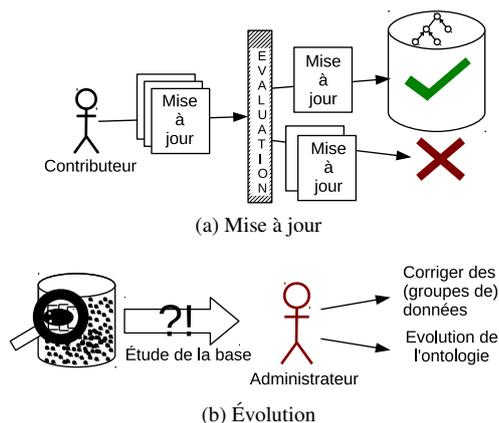 Contributeur
Mise
à
jour
EVALUATION
Mise
à
jour
Mise
à
jour
(a) Mise à jour
?!
Étude de la base
Administrateur
Corriger des
(groupes de)
données
Evolution de
l'ontologie
(b) Évolution